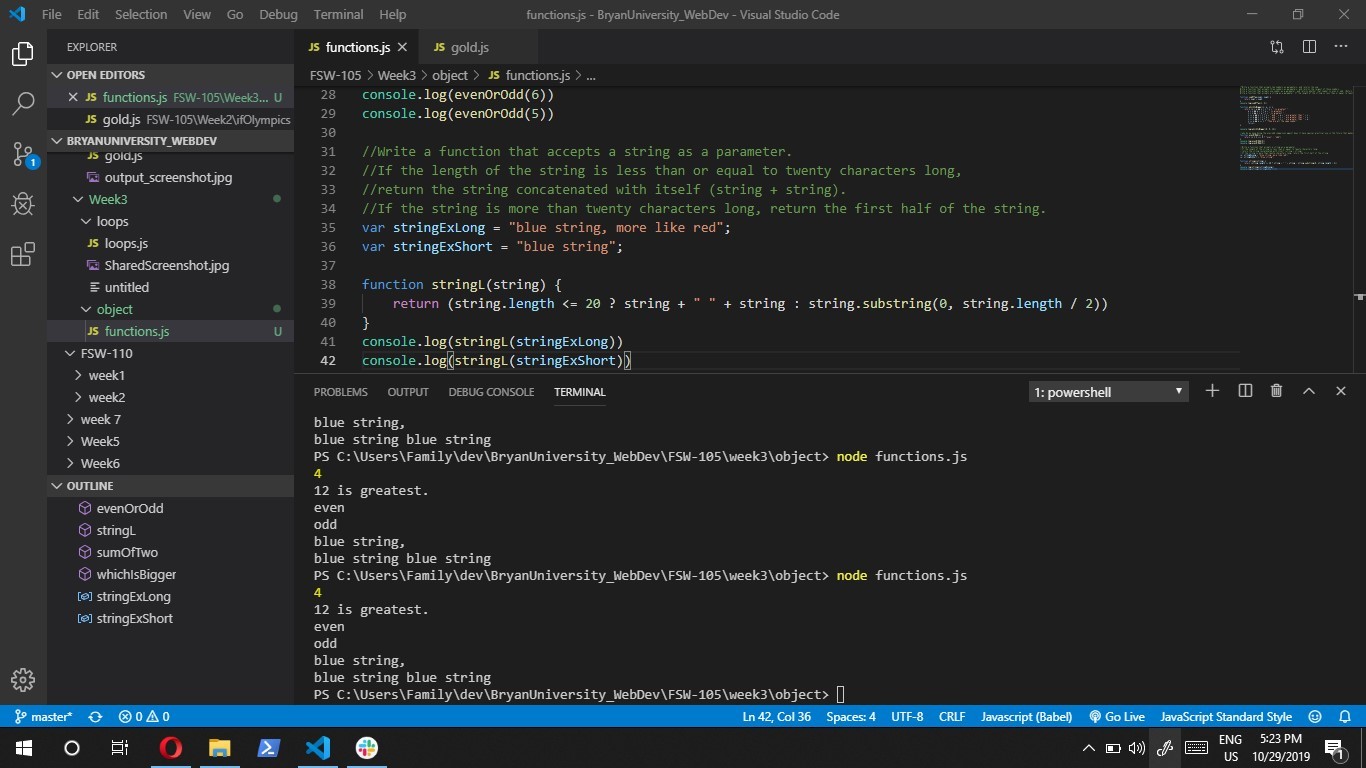 File Edit Selection View Go Debug Terminal Help
functions.js - BryanUniversity_WebDev - Visual Studio Code
EXPLORER
OPEN EDITORS
JS functions.js FSW-105\Week3... U
JS gold.js FSW-105\Week2\ifOlympics
BRYANUNIVERSITY_WEBDEV
gold.js
output_screenshot.jpg
Week3
loops
JS loops.js
SharedScreenshot.jpg
untitled
object
JS functions.js U
FSW-110
week1
week2
week 7
Week5
Week6
OUTLINE
evenOrOdd
stringL
sumOfTwo
whichIsBigger
stringExLong
stringExShort
1
JS functions.js
JS gold.js
FSW-105 > Week3 > object > JS functions.js > ...
28 console.log(evenOrOdd(6))
29 console.log(evenOrOdd(5))
30
31 //Write a function that accepts a string as a parameter.
32 //If the length of the string is less than or equal to twenty characters long,
33 //return the string concatenated with itself (string + string).
34 //If the string is more than twenty characters long, return the first half of the string.
35 var stringExLong = "blue string, more like red";
36 var stringExShort = "blue string";
37
38 function stringL(string) {
39 return (string.length <= 20 ? string + " " + string : string.substring(0, string.length / 2))
40 }
41 console.log(stringL(stringExLong))
42 console.log(stringL(stringExShort))
PROBLEMS OUTPUT DEBUG CONSOLE TERMINAL
1: powershell
blue string,
blue string blue string
PS C:\Users\Family\dev\BryanUniversity_WebDev\FSW-105\week3\object> node functions.js
4
12 is greatest.
even
odd
blue string,
blue string blue string
PS C:\Users\Family\dev\BryanUniversity_WebDev\FSW-105\week3\object> node functions.js
4
12 is greatest.
even
odd
blue string,
blue string blue string
PS C:\Users\Family\dev\BryanUniversity_WebDev\FSW-105\week3\object>
master* 0 0
Ln 42, Col 36 Spaces: 4 UTF-8 CRLF Javascript (Babel) Go Live JavaScript Standard Style
ENG
US
5:23 PM
10/29/2019
1